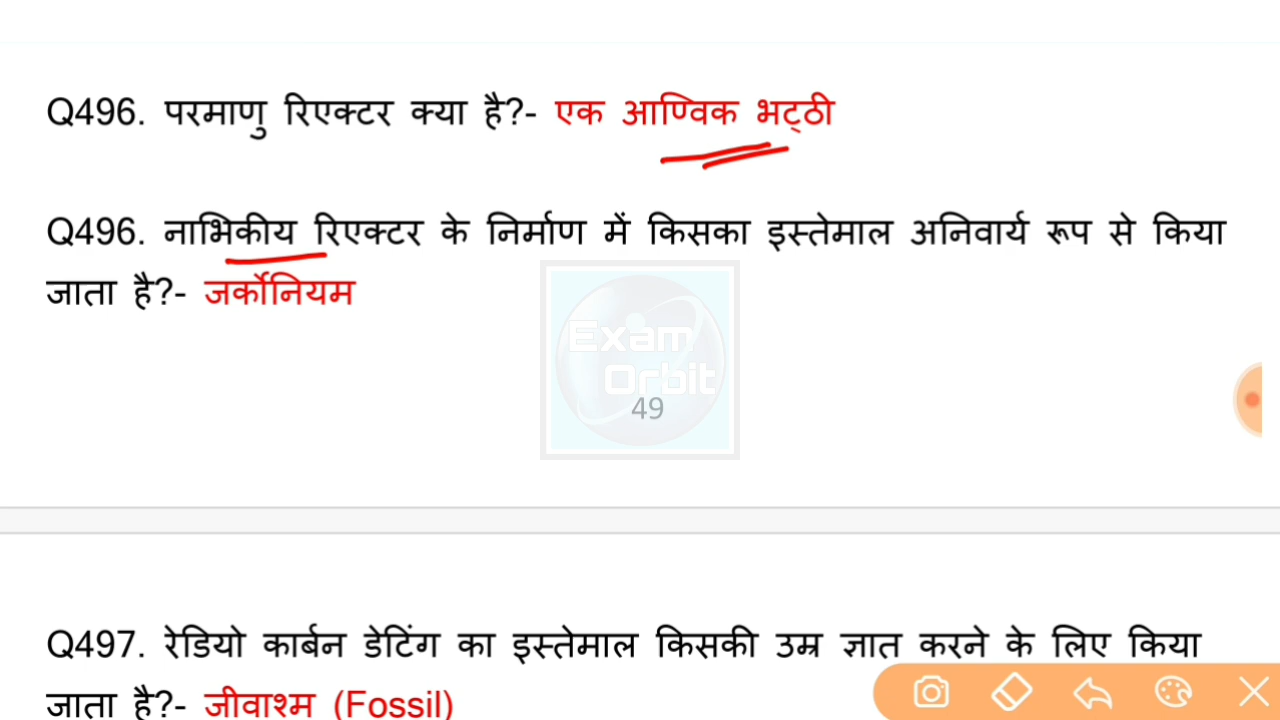 Q496. परमाणु रिएक्टर क्या है?- एक आण्विक भट्ठी
Q496. नाभिकीय रिएक्टर के निर्माण में किसका इस्तेमाल अनिवार्य रूप से किया
जाता है?- जर्कोनियम
Exam
Orbit
49
Q497. रेडियो कार्बन डेटिंग का इस्तेमाल किसकी उम्र ज्ञात करने के लिए किया
जाता है?- जीवाश्म (Fossil)